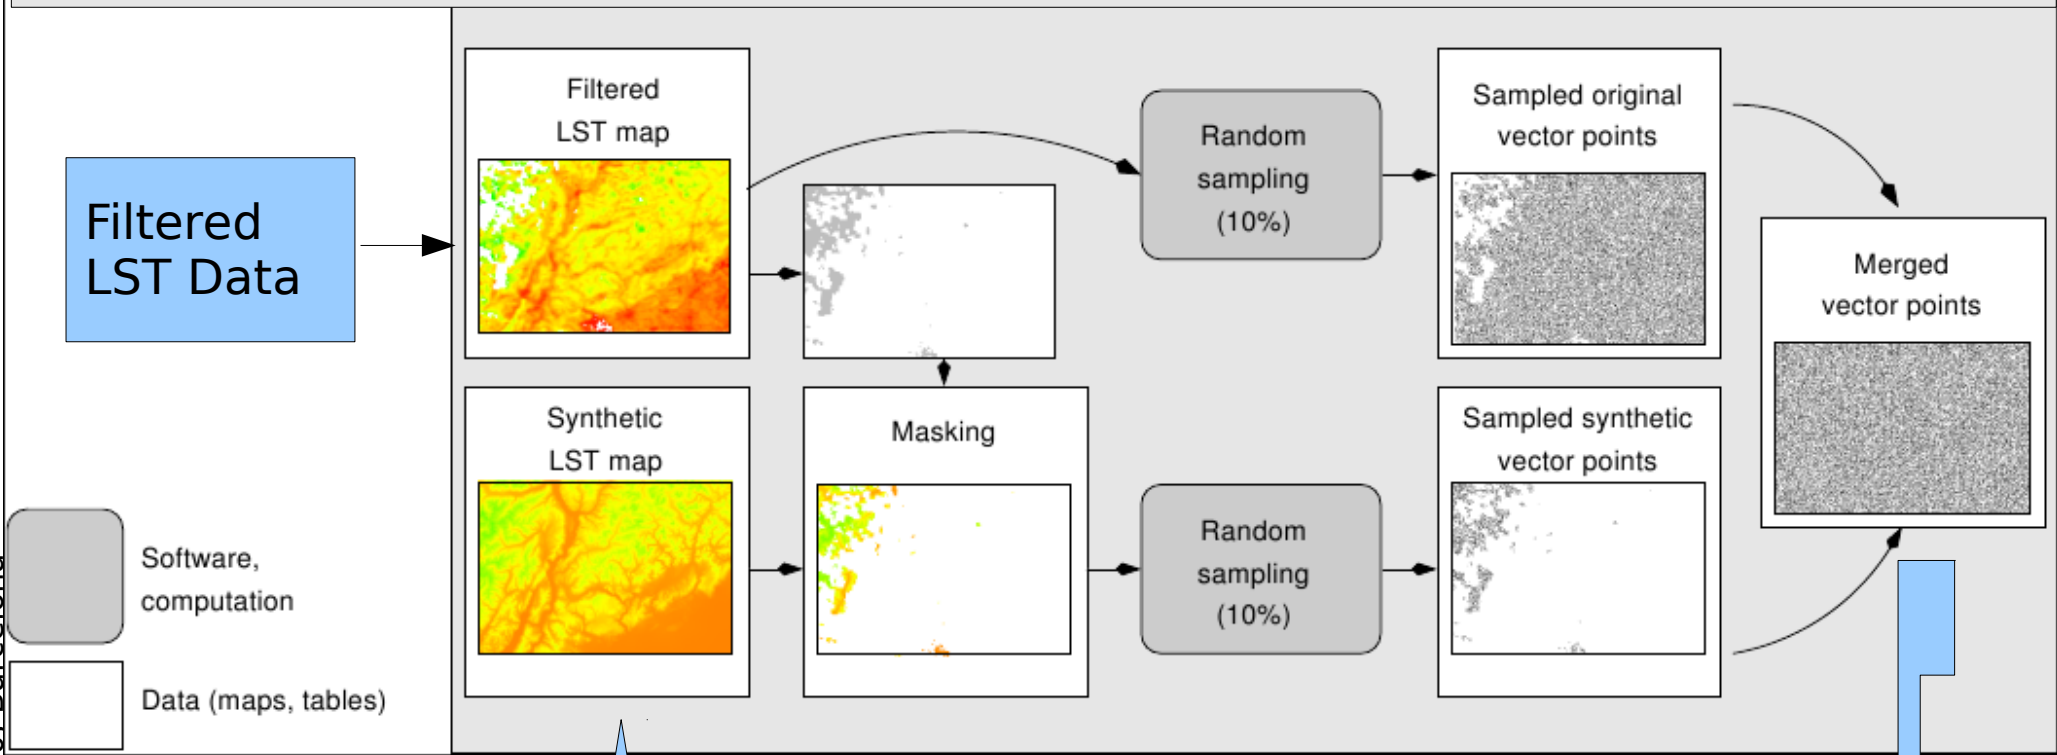 Filtered
LST Data
Filtered
LST map
Random
sampling
(10%)
Sampled original
vector points
Merged
vector points
Synthetic
LST map
Masking
Random
sampling
(10%)
Sampled synthetic
vector points
Software,
computation
Data (maps, tables)